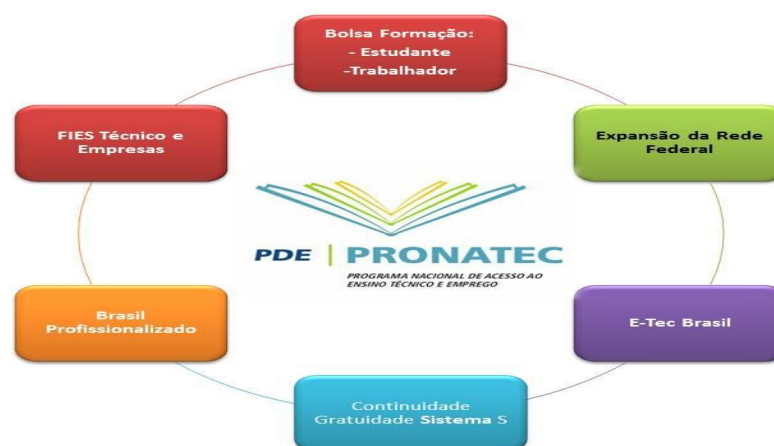 Bolsa Formação:
- Estudante
-Trabalhador
FIES Técnico e
Empresas
Expansão da Rede
Federal
PDE | PRONATEC
PROGRAMA NACIONAL DE ACESSO AO
ENSINO TÉCNICO E EMPREGO
Brasil
Profissionalizado
E-Tec Brasil
Continuidade
Gratuidade Sistema S